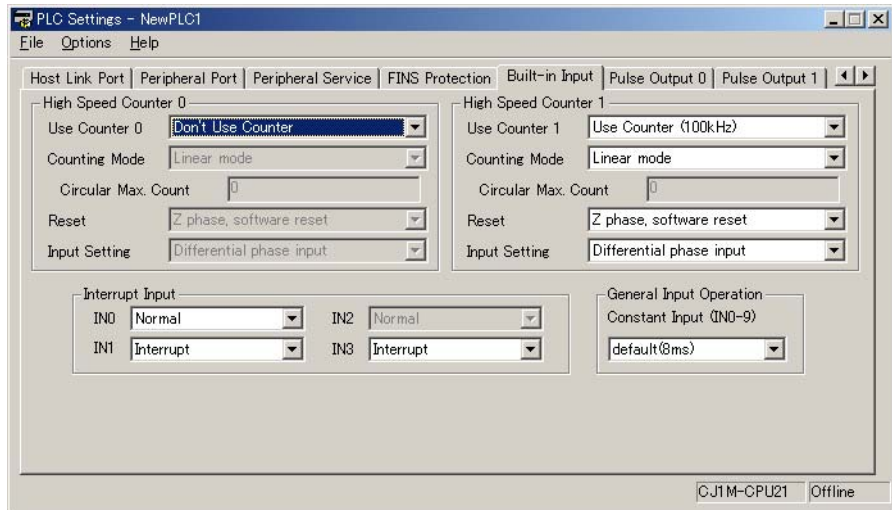 PLC Settings - NewPLC1
File Options Help
Host Link Port Peripheral Port Peripheral Service FINS Protection Built-in Input Pulse Output 0 Pulse Output 1
High Speed Counter 0
Use Counter 0 Don't Use Counter
Counting Mode Linear mode
Circular Max. Count 0
Reset Z phase, software reset
Input Setting Differential phase input
High Speed Counter 1
Use Counter 1 Use Counter (100kHz)
Counting Mode Linear mode
Circular Max. Count 0
Reset Z phase, software reset
Input Setting Differential phase input
Interrupt Input
IN0 Normal IN2 Normal
IN1 Interrupt IN3 Interrupt
General Input Operation
Constant Input (IN0-9)
default(8ms)
CJ1M-CPU21 Offline